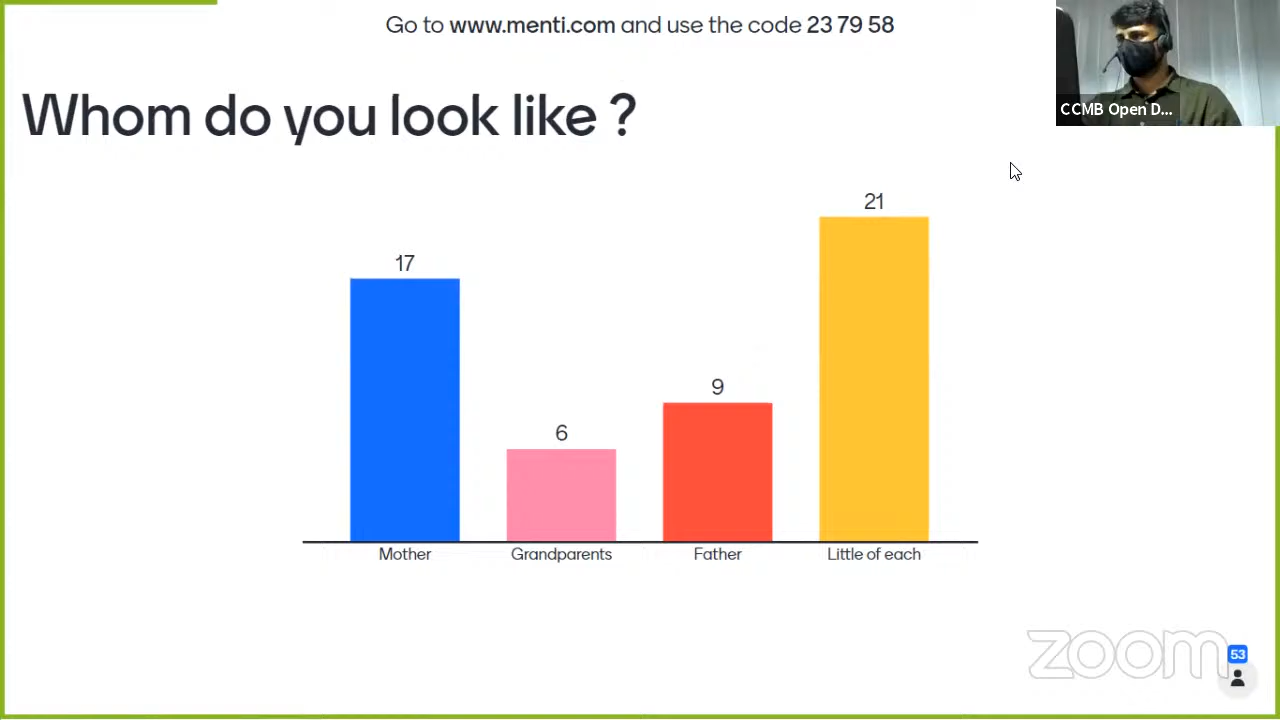 Go to www.menti.com and use the code 23 79 58
CCMB Open D...
Whom do you look like ?
21
17
9
6
Mother
Grandparents
Father
Little of each
zoom
53